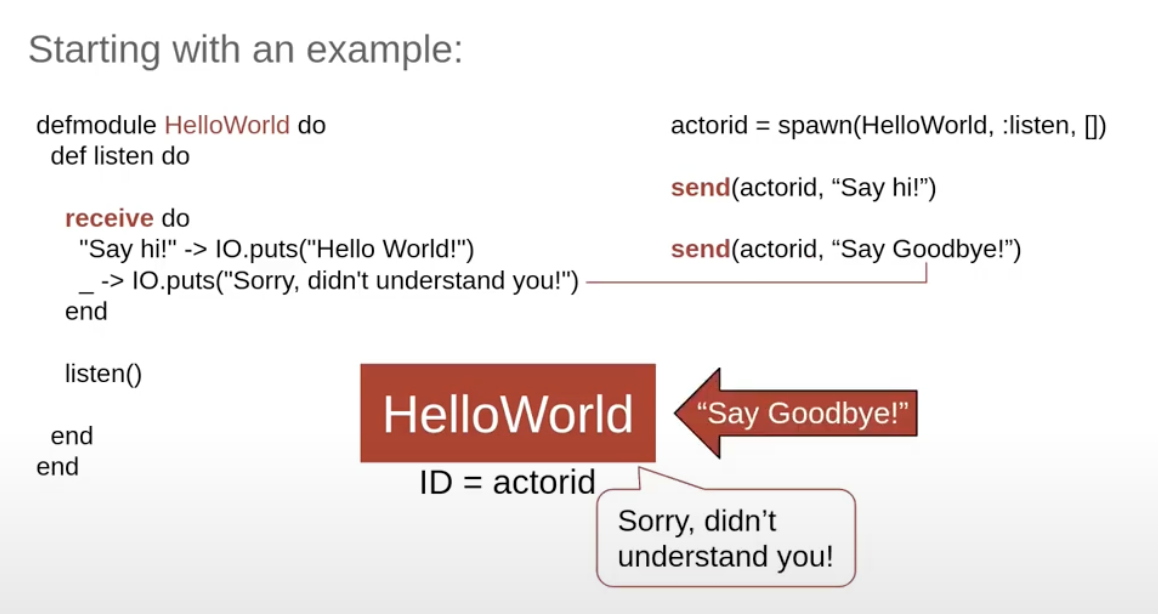 Starting with an example:
defmodule HelloWorld do
def listen do
receive do
"Say hi!" -> IO.puts("Hello World!")
_ -> IO.puts("Sorry, didn't understand you!")
end
listen()
end
end
actorid = spawn(HelloWorld, :listen, [])
send(actorid, “Say hi!”)
send(actorid, “Say Goodbye!”)
HelloWorld
“Say Goodbye!”
ID = actorid
Sorry, didn’t
understand you!